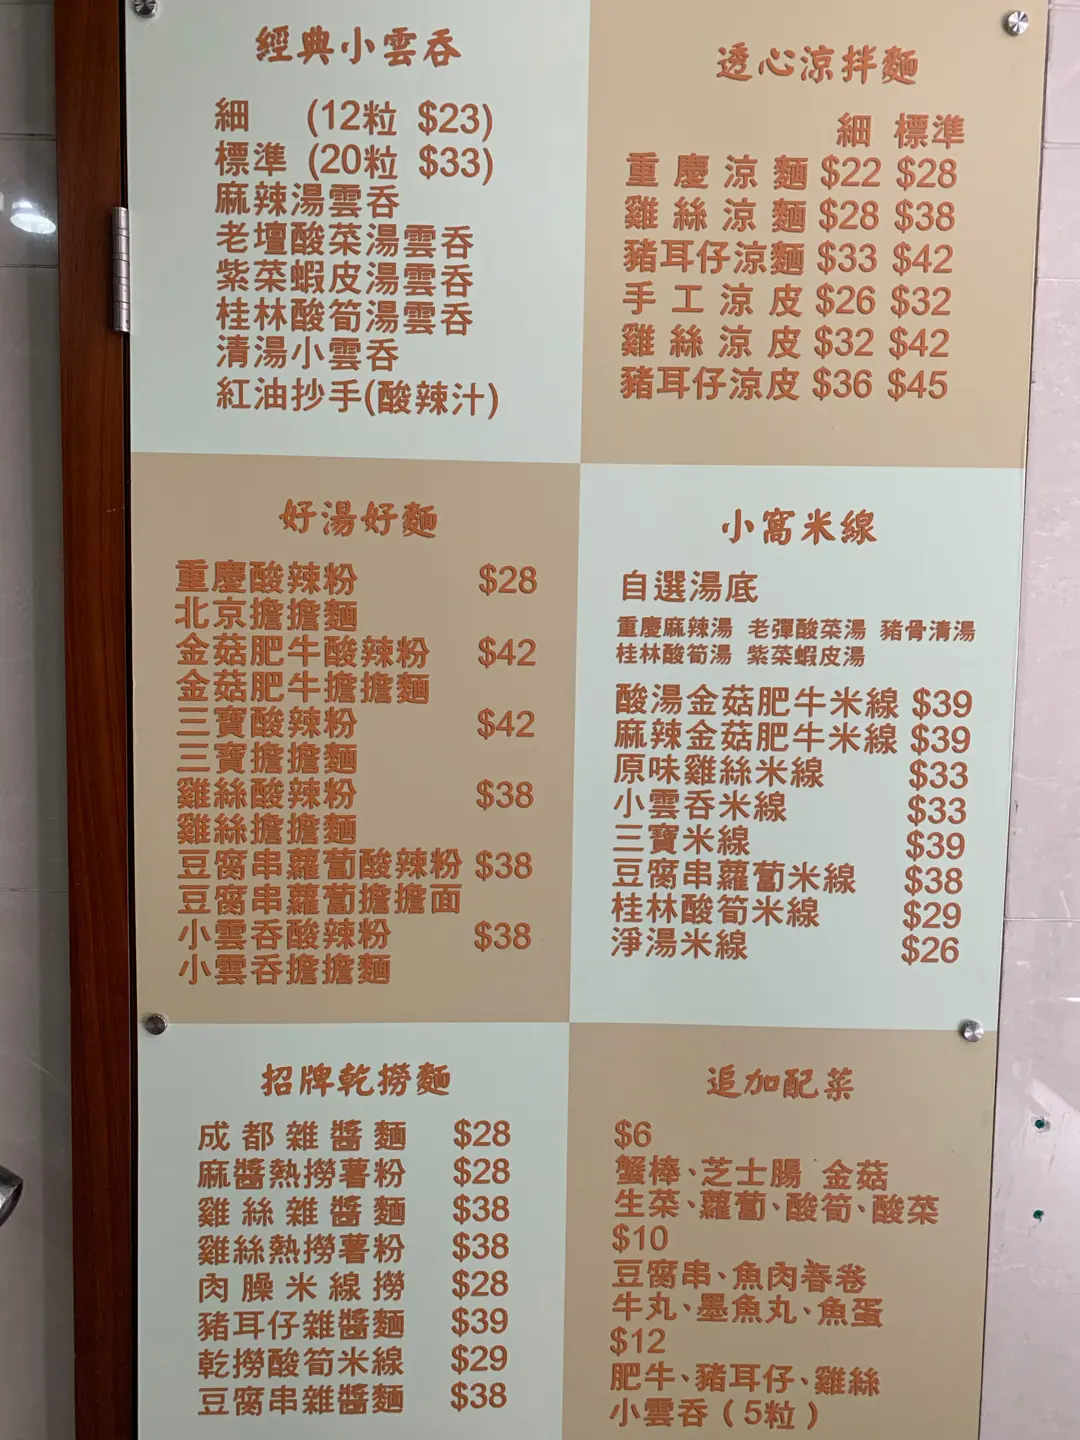 經典小雲吞
細 (12粒 $23)
標準 (20粒 $33)
麻辣湯雲吞
老壇酸菜湯雲吞
紫菜蝦皮湯雲吞
桂林酸筍湯雲吞
清湯小雲吞
紅油抄手(酸辣汁)
透心涼拌麵
細 標準
重慶涼麵 $22 $28
雞絲涼麵 $28 $38
豬耳仔涼麵 $33 $42
手工涼皮 $26 $32
雞絲涼皮 $32 $42
豬耳仔涼皮 $36 $45
好湯好麵
重慶酸辣粉 $28
北京擔擔麵
金菇肥牛酸辣粉 $42
金菇肥牛擔擔麵
三寶酸辣粉 $42
三寶擔擔麵
雞絲酸辣粉 $38
雞絲擔擔麵
豆腐串蘿蔔酸辣粉 $38
豆腐串蘿蔔擔擔面
小雲吞酸辣粉 $38
小雲吞擔擔麵
小窩米線
自選湯底
重慶麻辣湯 老彈酸菜湯 豬骨清湯
桂林酸筍湯 紫菜蝦皮湯
酸湯金菇肥牛米線 $39
麻辣金菇肥牛米線 $39
原味雞絲米線 $33
小雲吞米線 $33
三寶米線 $39
豆腐串蘿蔔米線 $38
桂林酸筍米線 $29
淨湯米線 $26
招牌乾撈麵
成都雜醬麵 $28
麻醬熱撈薯粉 $28
雞絲雜醬麵 $38
雞絲熱撈薯粉 $38
肉臊米線撈 $28
豬耳仔雜醬麵 $39
乾撈酸筍米線 $29
豆腐串雜醬麵 $38
追加配菜
$6
蟹棒、芝士腸 金菇
生菜、蘿蔔、酸筍、酸菜
$10
豆腐串、魚肉春卷
牛丸、墨魚丸、魚蛋
$12
肥牛、豬耳仔、雞絲
小雲吞（5粒）